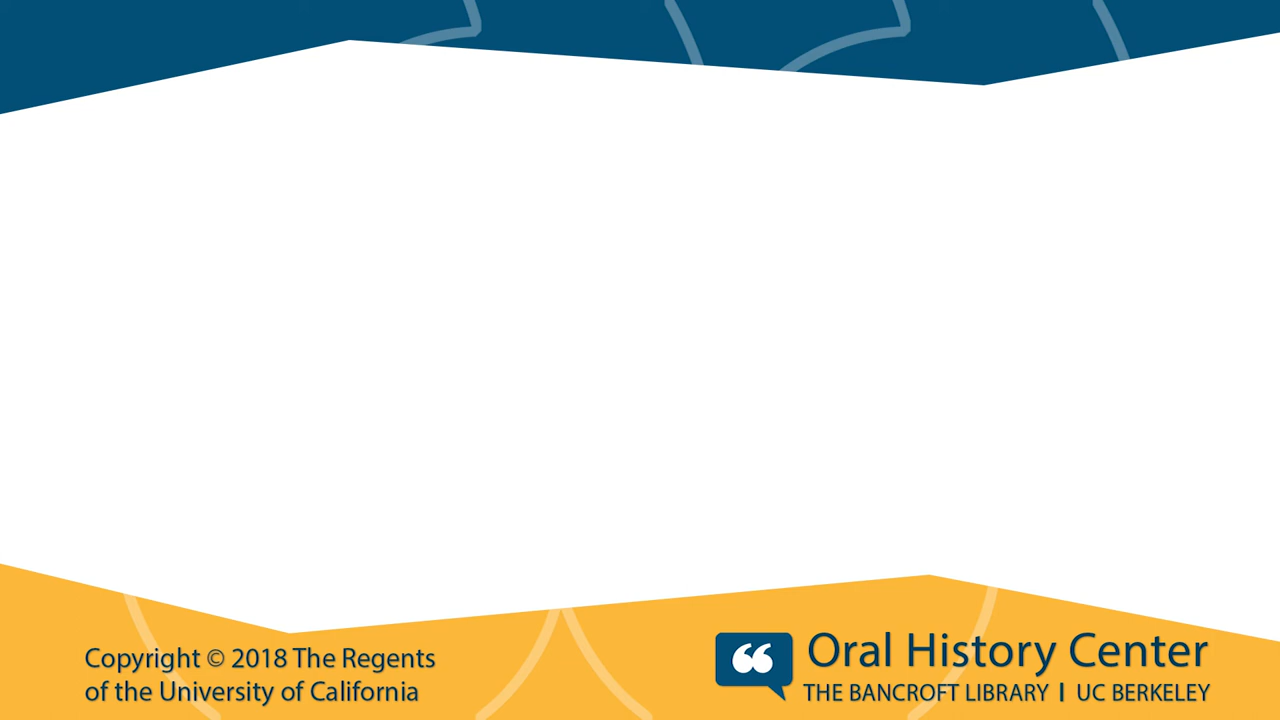 Copyright © 2018 The Regents
of the University of California
Oral History Center
THE BANCROFT LIBRARY | UC BERKELEY